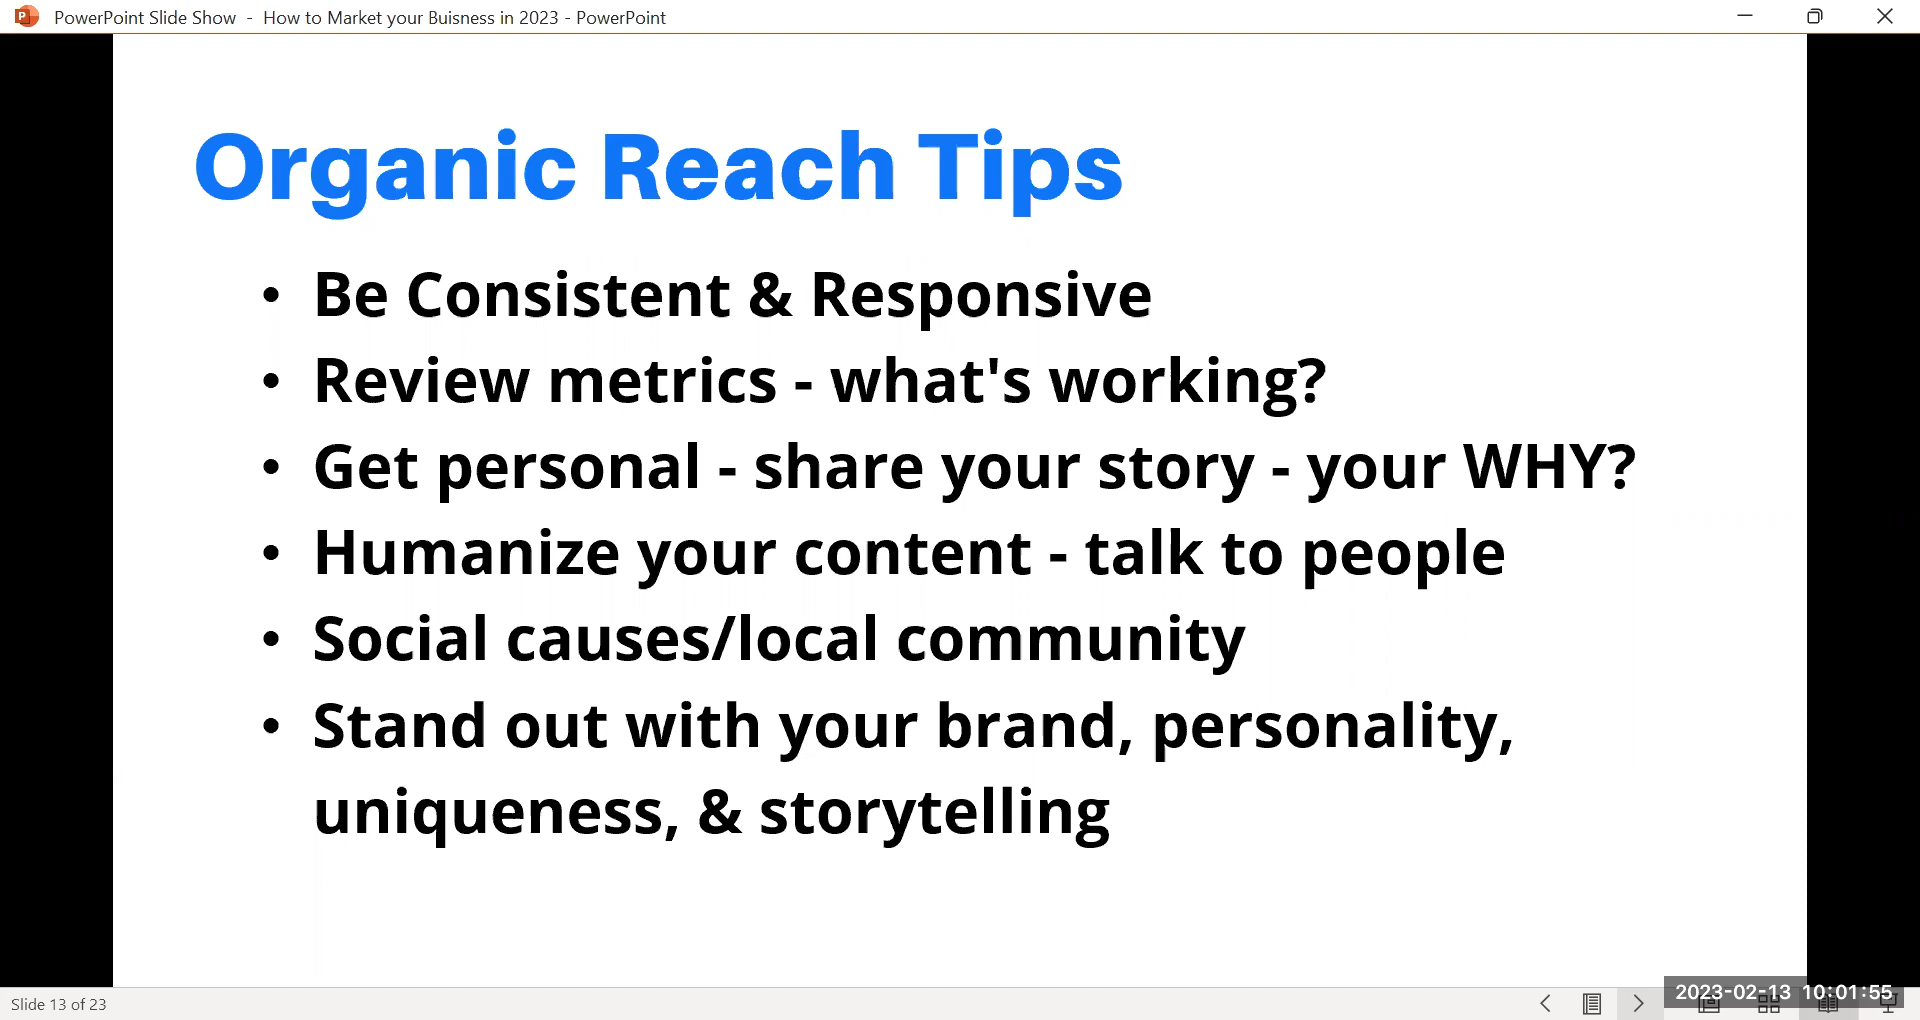 PowerPoint Slide Show - How to Market your Buisness in 2023 - PowerPoint
Organic Reach Tips
• Be Consistent & Responsive
• Review metrics - what's working?
• Get personal - share your story - your WHY?
• Humanize your content - talk to people
• Social causes/local community
• Stand out with your brand, personality,
uniqueness, & storytelling
Slide 13 of 23
2023-02-13 10:01:55